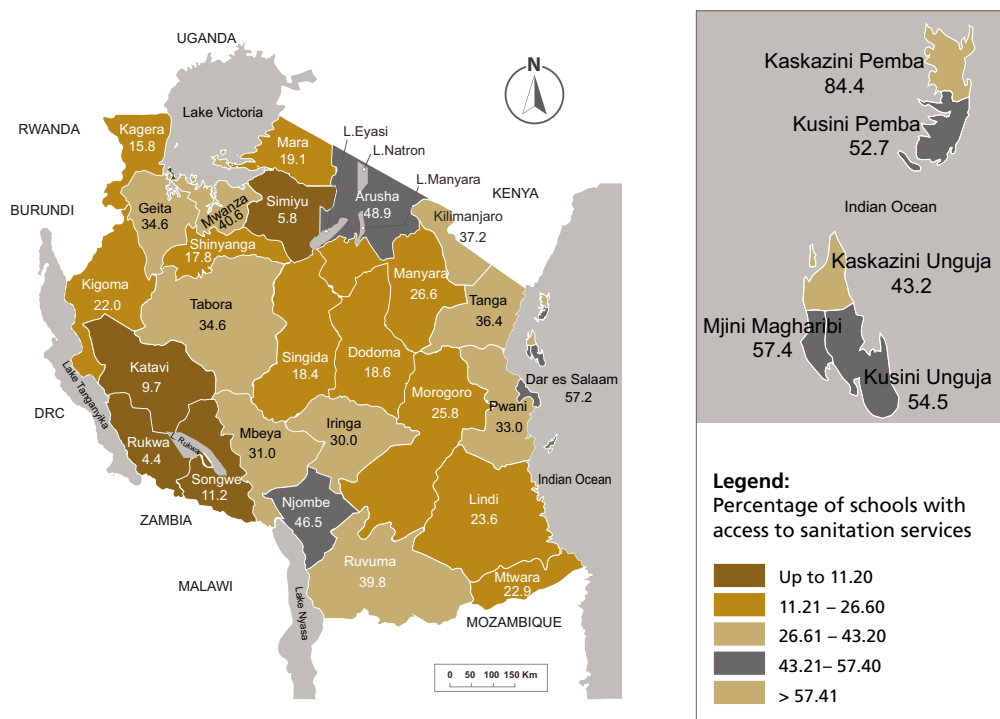 UGANDA
N
RWANDA
Lake Victoria
Kagera
15.8
Mara
19.1
L.Eyasi
L.Natron
L.Manyara
KENYA
BURUNDI
Geita
34.6
Mwanza
40.6
Simiyu
5.8
Arusha
48.9
Kilimanjaro
37.2
Shinyanga
17.8
Kigoma
22.0
Tabora
34.6
Manyara
26.6
Tanga
36.4
Singida
18.4
Dodoma
18.6
Katavi
9.7
Lake Tanganyika
DRC
Morogoro
25.8
Dar es Salaam
57.2
Pwani
33.0
Rukwa
4.4
L. Rukwa
Mbeya
31.0
Iringa
30.0
Songwe
11.2
Indian Ocean
ZAMBIA
Njombe
46.5
Lindi
23.6
MALAWI
Lake Nyasa
Ruvuma
39.8
Mtwara
22.9
MOZAMBIQUE
0 50 100 150 Km
Kaskazini Pemba
84.4
Kusini Pemba
52.7
Indian Ocean
Kaskazini Unguja
43.2
Mjini Magharibi
57.4
Kusini Unguja
54.5
Legend:
Percentage of schools with
access to sanitation services
Up to 11.20
11.21 – 26.60
26.61 – 43.20
43.21– 57.40
> 57.41